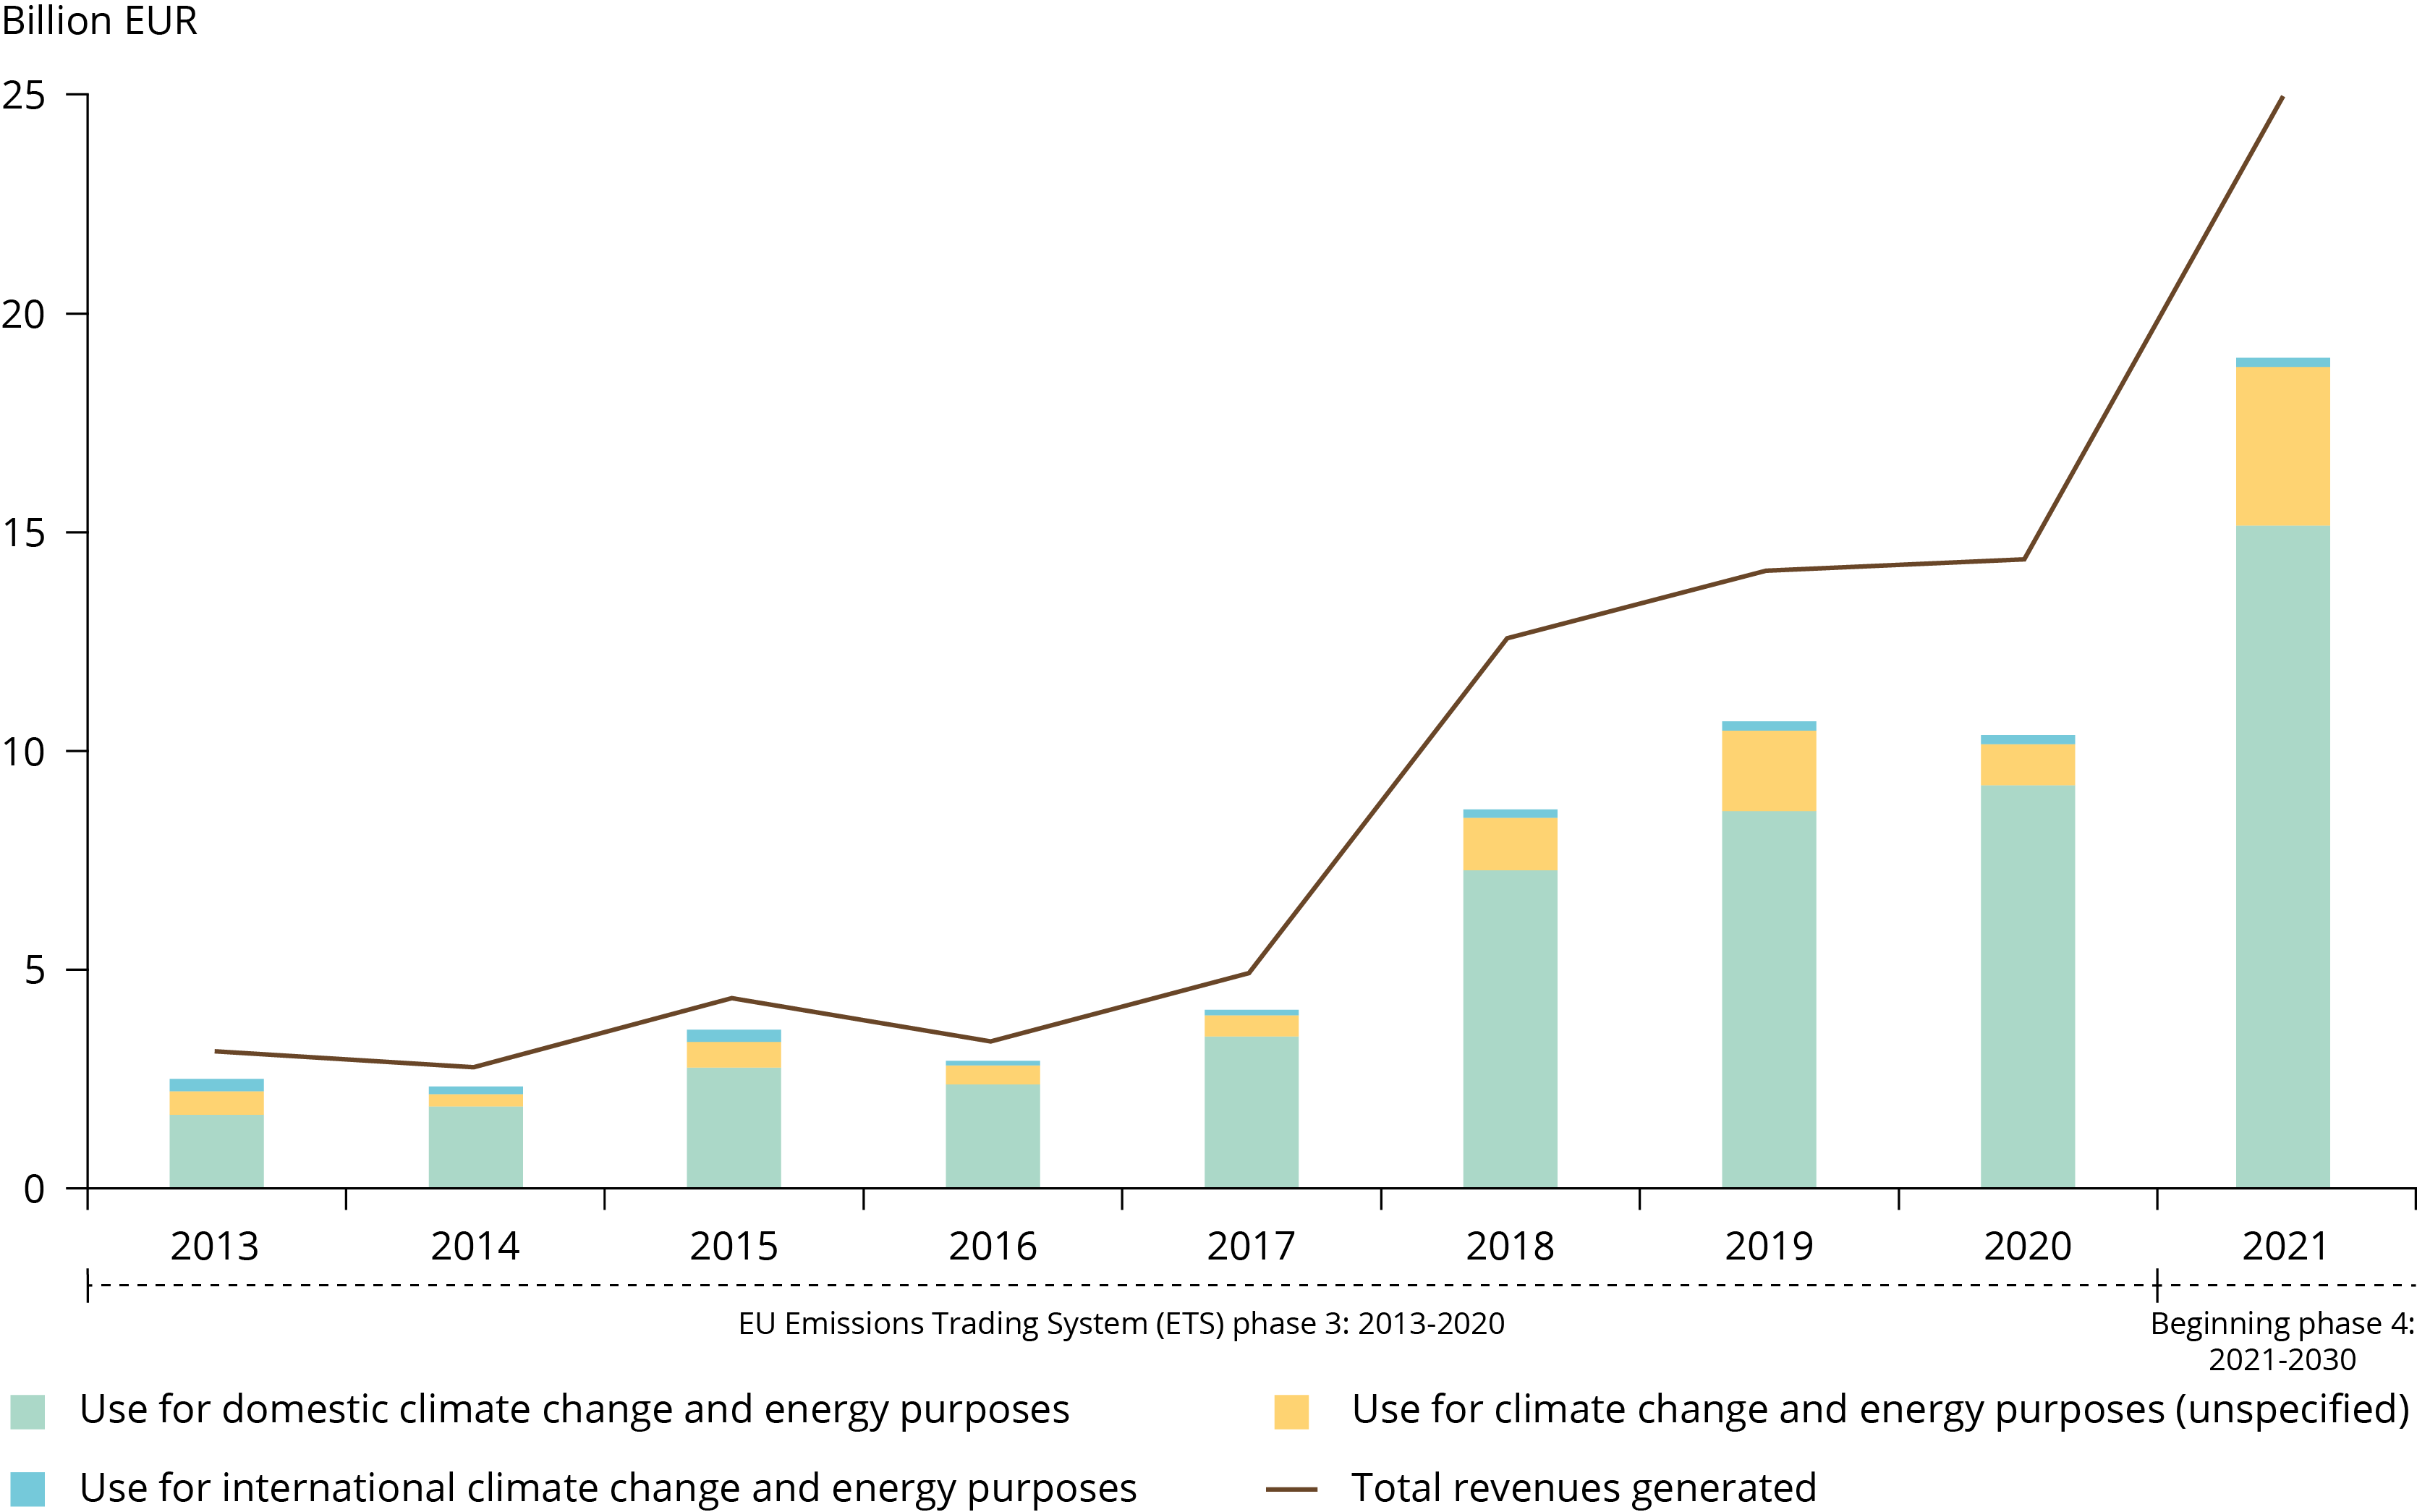 Billion EUR
25
20
15
10
5
0
2013 2014 2015 2016 2017 2018 2019 2020 2021
EU Emissions Trading System (ETS) phase 3: 2013-2020
Beginning phase 4:
2021-2030
Use for domestic climate change and energy purposes
Use for climate change and energy purposes (unspecified)
Use for international climate change and energy purposes
Total revenues generated